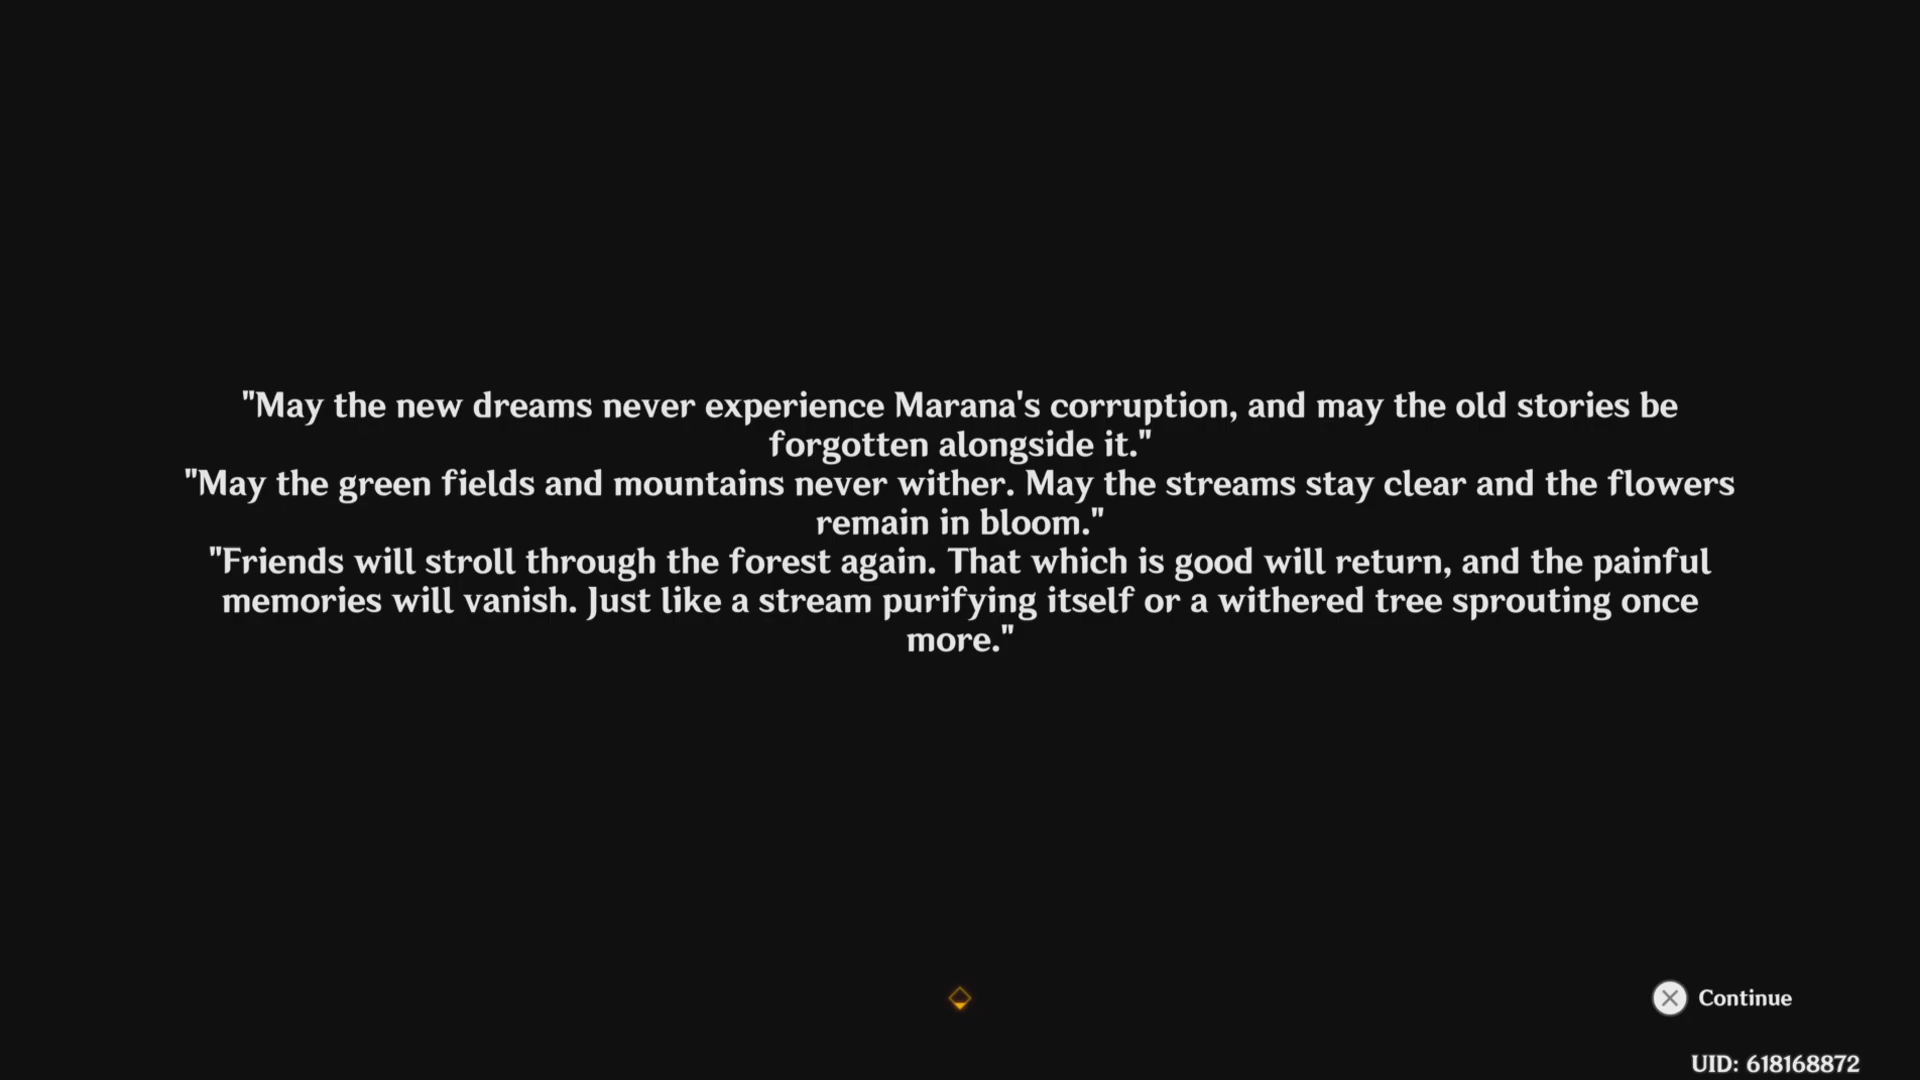 "May the new dreams never experience Marana's corruption, and may the old stories be
forgotten alongside it."
"May the green fields and mountains never wither. May the streams stay clear and the flowers
remain in bloom."
"Friends will stroll through the forest again. That which is good will return, and the painful
memories will vanish. Just like a stream purifying itself or a withered tree sprouting once
more."
Continue
UID: 618168872